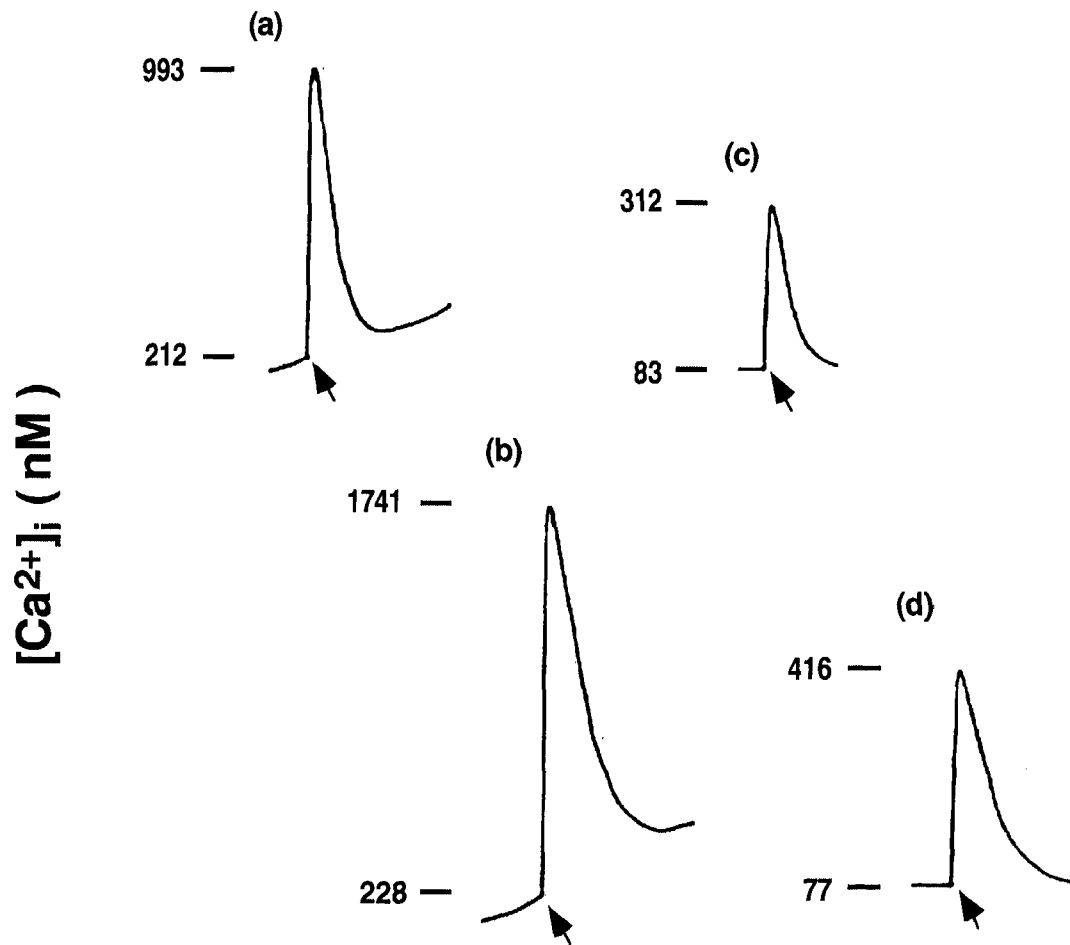 (a)
993 —
212 —
(c)
312 —
83 —
[Ca2+]i ( nM )
(b)
1741 —
228 —
(d)
416 —
77 —